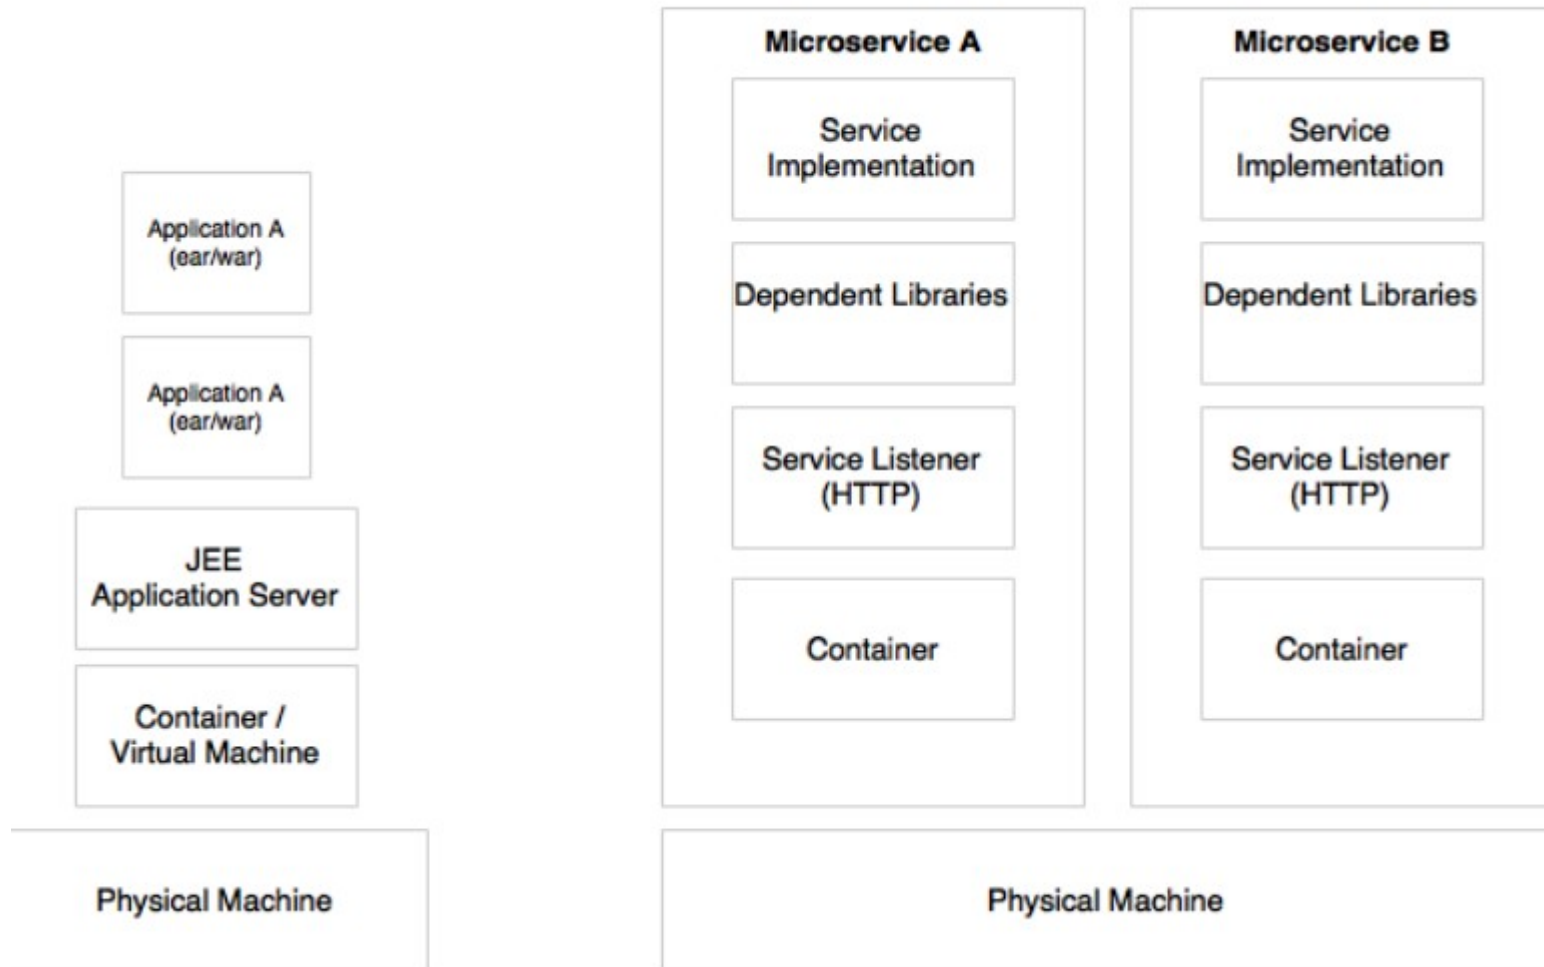 Application A
(ear/war)
Application A
(ear/war)
JEE
Application Server
Container /
Virtual Machine
Physical Machine
Microservice A
Service
Implementation
Dependent Libraries
Service Listener
(HTTP)
Container
Microservice B
Service
Implementation
Dependent Libraries
Service Listener
(HTTP)
Container
Physical Machine